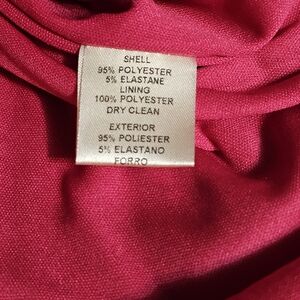 SHELL
95% POLYESTER
5% ELASTANE
LINING
100% POLYESTER
DRY CLEAN
EXTERIOR
95% POLIESTER
5% ELASTANO
FORRO